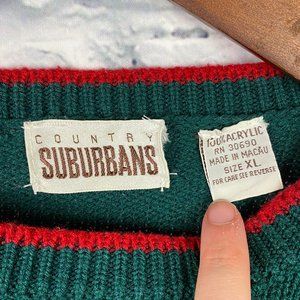 COUNTRY
SUBURBANS
100% ACRYLIC
RN 30690
MADE IN MACAU
SIZE XL
FOR CARE SEE REVERSE